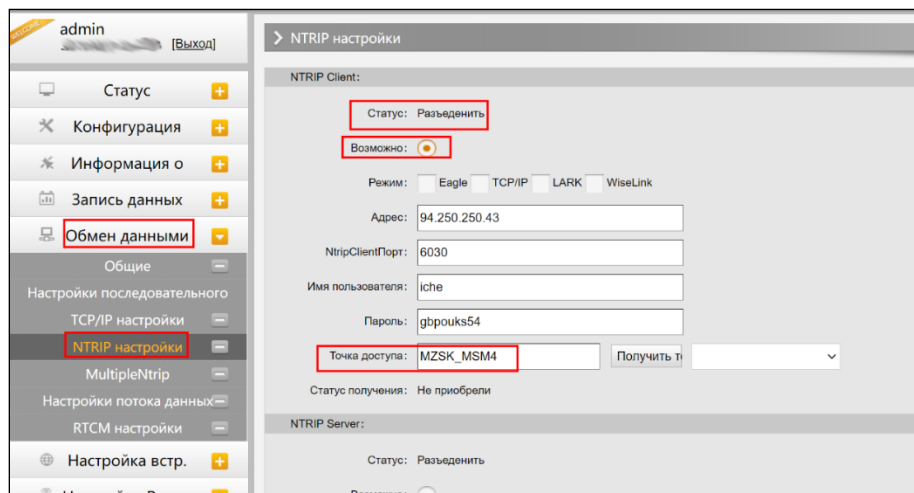 WELCOME
admin
[Выход]
Статус
Конфигурация
Информация о
Запись данных
Обмен данными
Общие
Настройки последовательного
TCP/IP настройки
NTRIP настройки
MultipleNtrip
Настройки потока данных
RTCM настройки
Настройка встр.
NTRIP настройки
NTRIP Client:
Статус: Разъеденить
Возможно:
Режим: Eagle TCP/IP LARK WiseLink
Адрес: 94.250.250.43
NtripClientПорт: 6030
Имя пользователя: iche
Пароль: gbpouks54
Точка доступа: MZSK_MSM4 Получить
Статус получения: Не приобрели
NTRIP Server:
Статус: Разъеденить